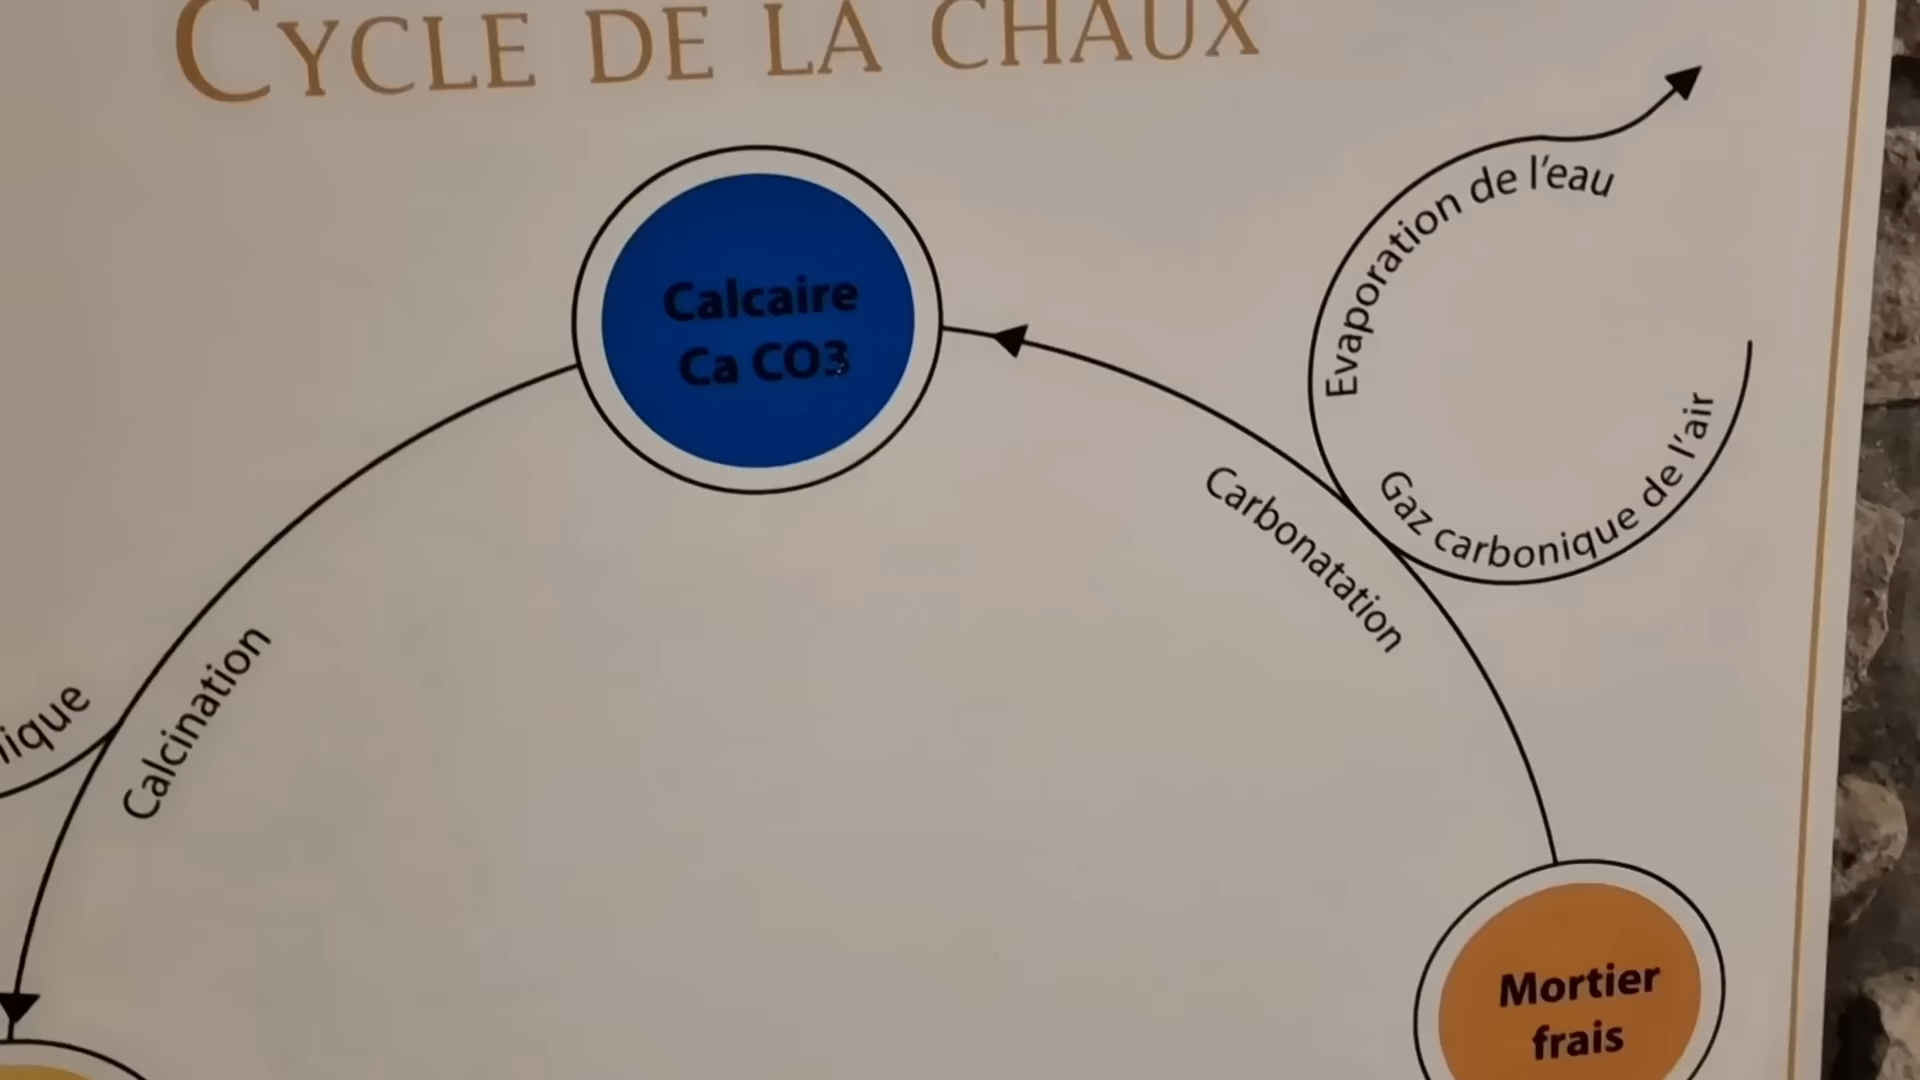 CYCLE DE LA CHAUX
Evaporation de l'eau
Calcaire
Ca CO3
Gaz carbonique de l'air
Carbonatation
Calcination
Mortier
frais